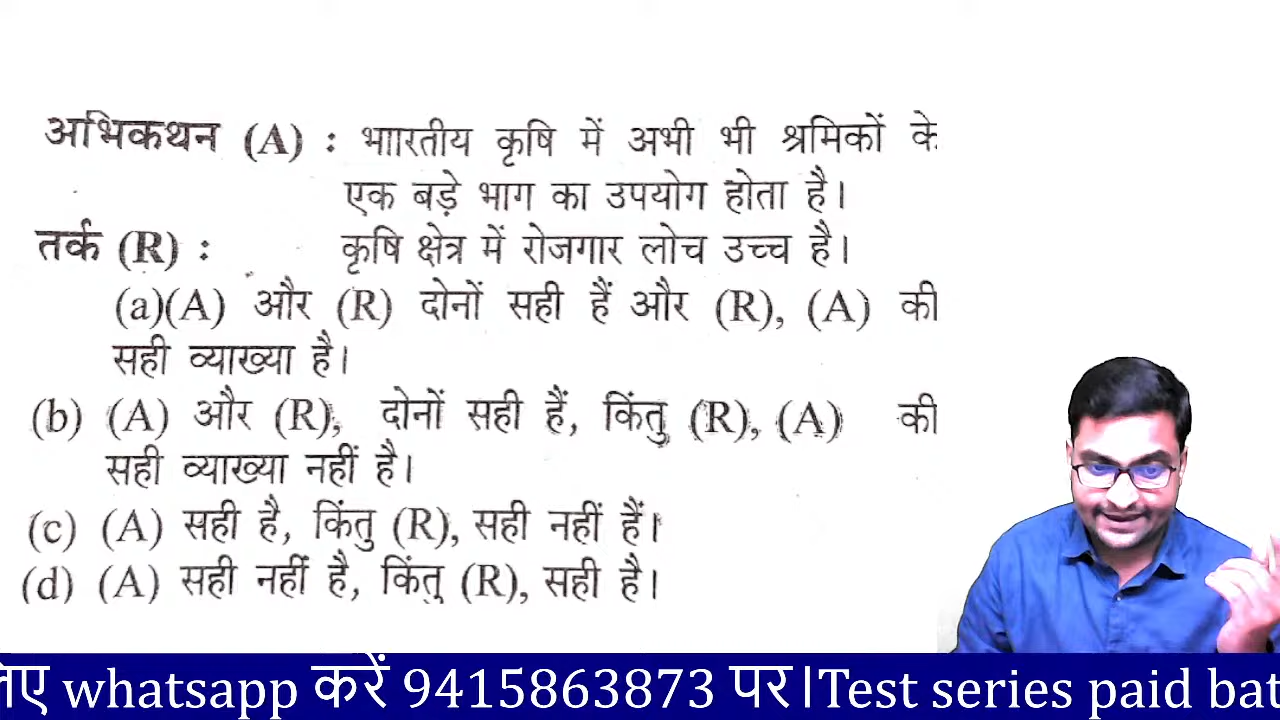 अभिकथन (A) : भाारतीय कृषि में अभी भी श्रमिकों के
एक बड़े भाग का उपयोग होता है।
तर्क (R) : कृषि क्षेत्र में रोजगार लोच उच्च है।
(a)(A) और (R) दोनों सही हैं और (R), (A) की
सही व्याख्या है।
(b) (A) और (R), दोनों सही हैं, किंतु (R), (A) की
सही व्याख्या नहीं है।
(c) (A) सही है, किंतु (R), सही नहीं हैं।
(d) (A) सही नहीं है, किंतु (R), सही है।
लिए whatsapp करें 9415863873 पर।Test series paid bat